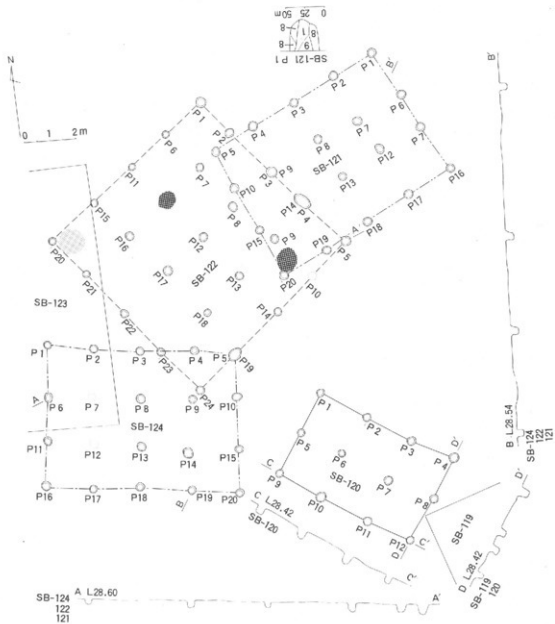 50m 25 0
8- 1 -8
8- 9
SB-121 P1
N
0 1 2m
P1
P2
P3
P4
P5
B'
P6
P7
P7
P8
SB-121
P12
P13
P16
P17
P18
P19
P20
P10
P15
P9
P14
A
P1
P2
P3
P4
P5
P6
P7
P8
P9
P10
P11
P12
P13
P14
P15
P16
P17
P18
P19
P20
P21
P22
P23
P24
SB-122
SB-123
P1
P2
P3
P4
P5
A
P6
P7
P8
P9
P10
SB-124
P11
P12
P13
P14
P15
P16
P17
P18
P19
P20
B
P1
P2
P3
P4
D'
P5
P6
P7
P8
SB-120
C
P9
P10
P11
P12
C'
D
SB-119
C L.28.42
SB-120
C'
D L.28.42
SB-119
120
D'
B'
B L.28.54
SB-124
122
121
SB-124 A L.28.60 A'
122
121